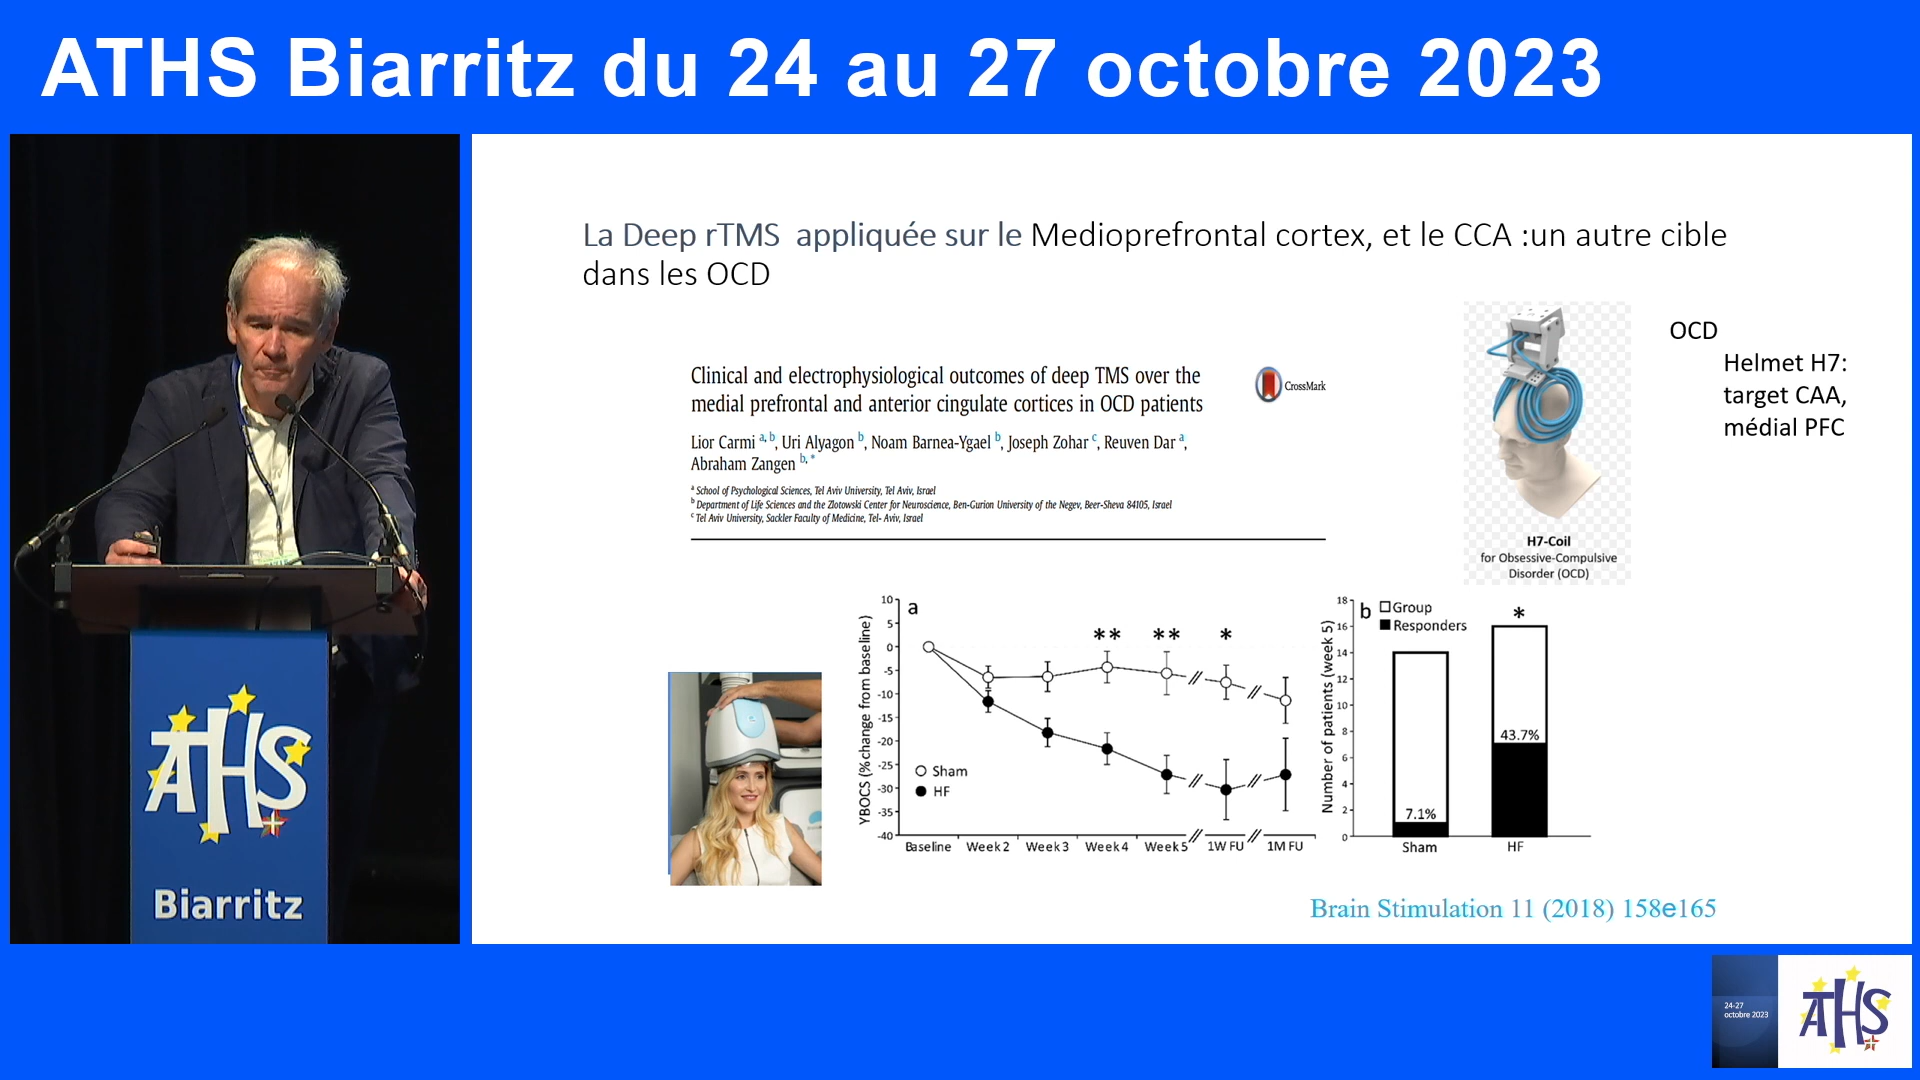 ATHS Biarritz du 24 au 27 octobre 2023
La Deep rTMS appliquée sur le Medioprefrontal cortex, et le CCA :un autre cible
dans les OCD
OCD
Helmet H7:
target CAA,
médial PFC
Clinical and electrophysiological outcomes of deep TMS over the
medial prefrontal and anterior cingulate cortices in OCD patients
CrossMark
Lior Carmi a, b, Uri Alyagon b, Noam Barnea-Ygael b, Joseph Zohar c, Reuven Dar a,
Abraham Zangen b, *
a School of Psychological Sciences, Tel Aviv University, Tel Aviv, Israel
b Department of Life Sciences and the Zlotowski Center for Neuroscience, Ben-Gurion University of the Negev, Beer-Sheva 84105, Israel
c Tel Aviv University, Sackler Faculty of Medicine, Tel- Aviv, Israel
H7-Coil
for Obsessive-Compulsive
Disorder (OCD)
a
YBOCS (% change from baseline)
10
5
0
-5
-10
-15
-20
-25
-30
-35
-40
** ** *
Sham
HF
Baseline Week 2 Week 3 Week 4 Week 5 1W FU 1M FU
b
Number of patients (week 5)
18
16
14
12
10
8
6
4
2
0
Group
Responders
*
43.7%
7.1%
Sham HF
Brain Stimulation 11 (2018) 158e165
ATHS
Biarritz
24-27
octobre 2023
ATHS